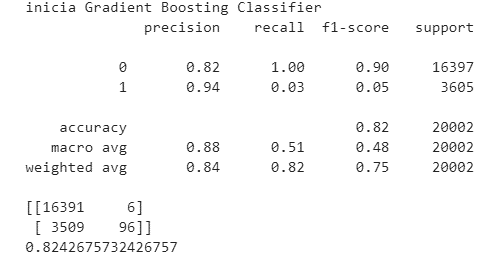 inicia Gradient Boosting Classifier
precision recall f1-score support
0 0.82 1.00 0.90 16397
1 0.94 0.03 0.05 3605
accuracy 0.82 20002
macro avg 0.88 0.51 0.48 20002
weighted avg 0.84 0.82 0.75 20002
[[16391 6]
[ 3509 96]]
0.8242675732426757